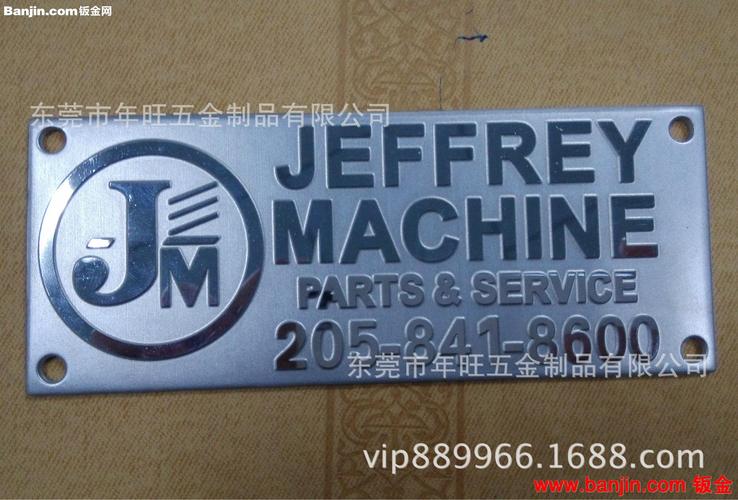 Banjin.com钣金网
东莞市年旺五金制品有限公司
JEFFREY
MACHINE
PARTS & SERVICE
205-841-8600
JM
东莞市年旺五金制品有限公司
vip889966.1688.com
www.banjin.com 钣金